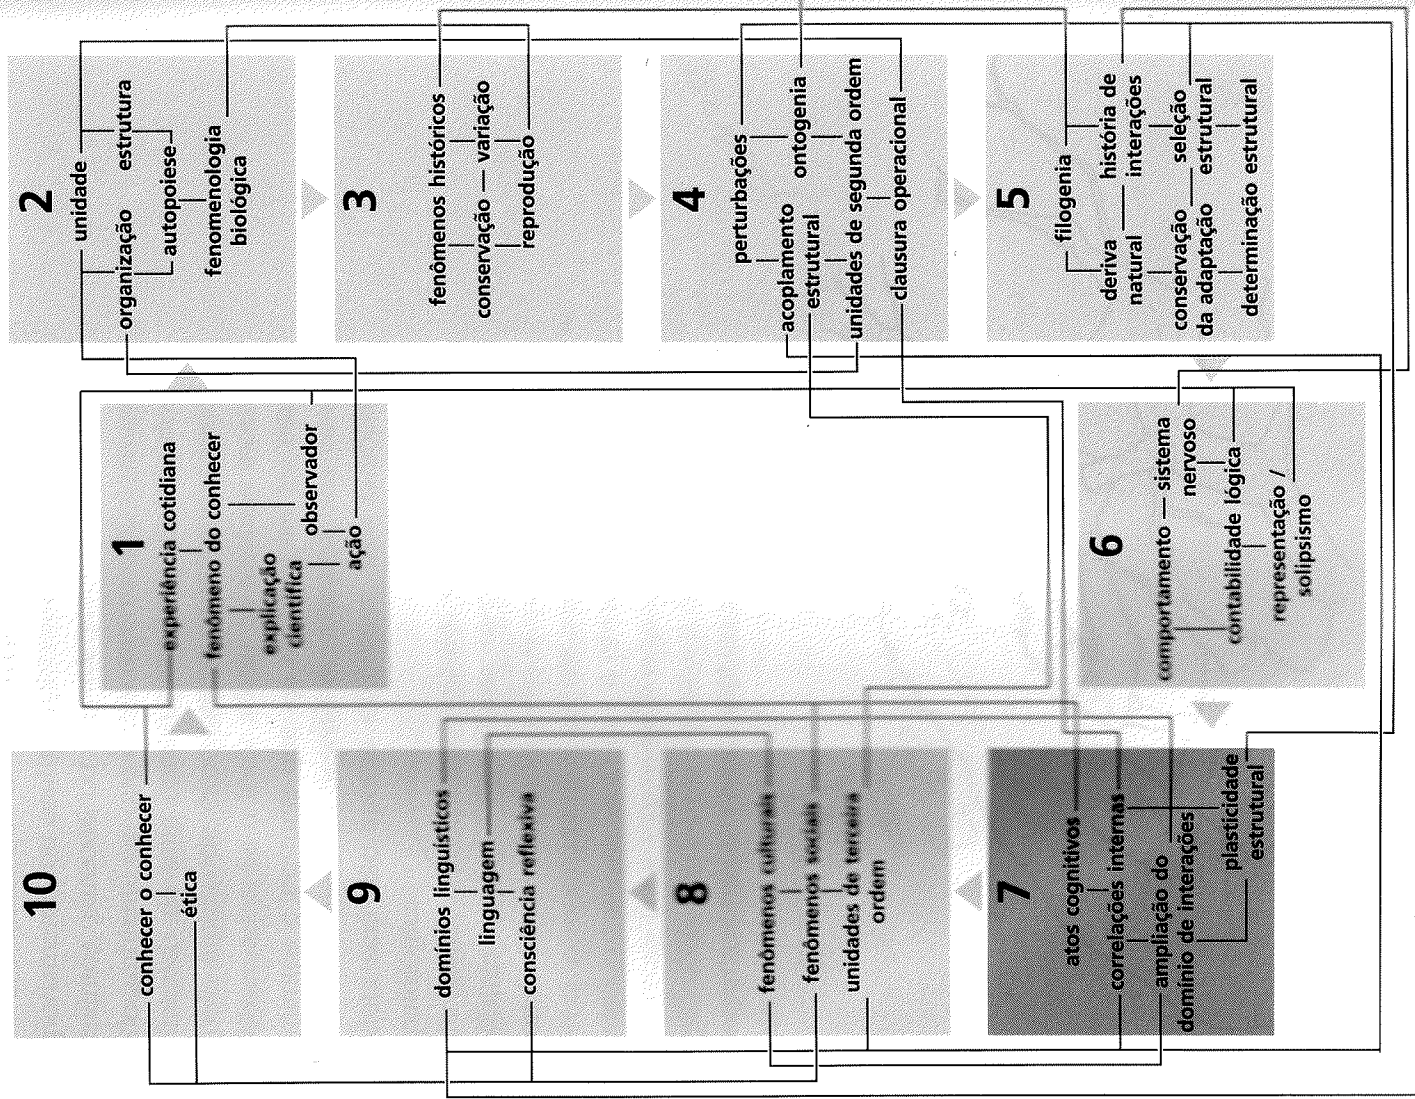 1
experiência cotidiana
fenômeno do conhecer
explicação
científica
observador
ação
2
unidade
organização
estrutura
autopoiese
fenomenologia
biológica
3
fenômenos históricos
conservação
variação
reprodução
4
perturbações
acoplamento
estrutural
ontogenia
unidades de segunda ordem
clausura operacional
5
filogenia
deriva
natural
história de
interações
conservação
da adaptação
seleção
estrutural
determinação estrutural
6
comportamento
sistema
nervoso
contabilidade lógica
representação /
solipsismo
7
atos cognitivos
correlações internas
ampliação do
domínio de interações
plasticidade
estrutural
8
fenômenos culturais
fenômenos sociais
unidades de terceira
ordem
9
domínios linguísticos
linguagem
consciência reflexiva
10
conhecer o conhecer
ética